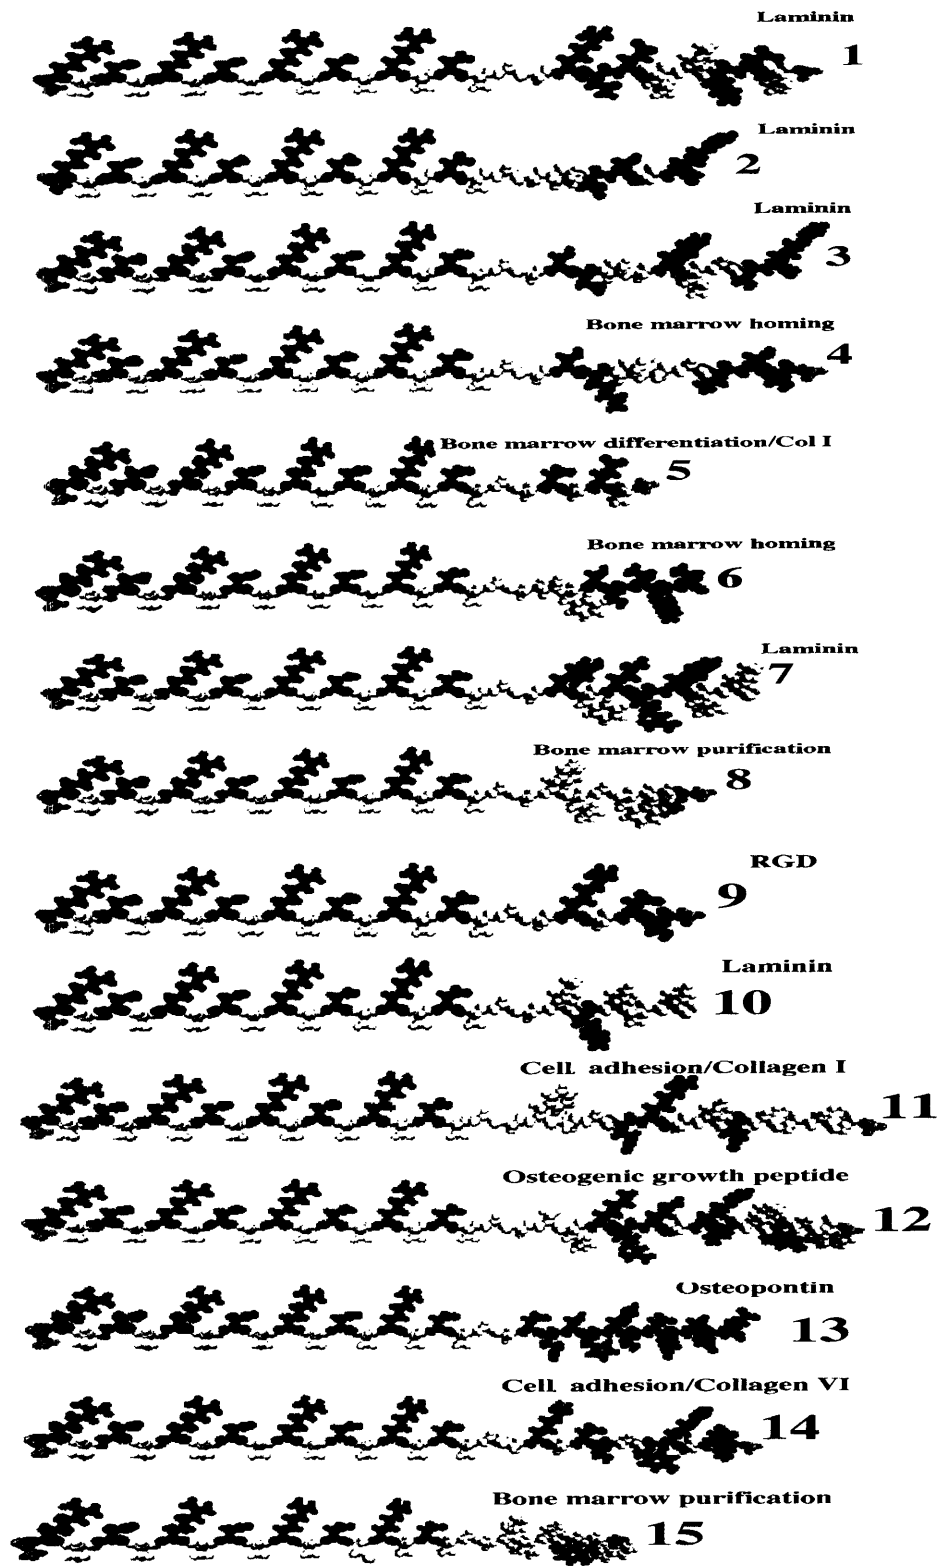 Laminin
1
Laminin
2
Laminin
3
Bone marrow homing
4
Bone marrow differentiation/Col I
5
Bone marrow homing
6
Laminin
7
Bone marrow purification
8
RGD
9
Laminin
10
Cell adhesion/Collagen I
11
Osteogenic growth peptide
12
Osteopontin
13
Cell adhesion/Collagen VI
14
Bone marrow purification
15